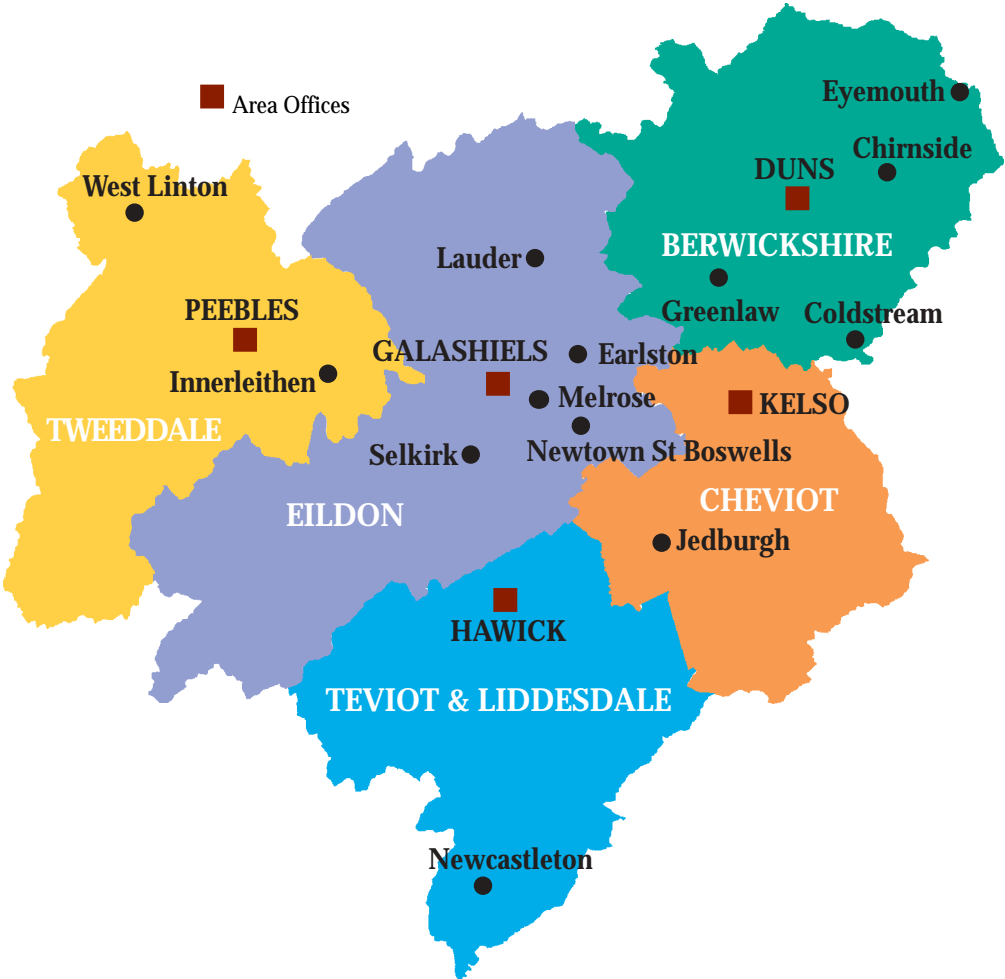 Eyemouth
Area Offices
Chirnside
DUNS
West Linton
BERWICKSHIRE
Lauder
PEEBLES
Greenlaw
Coldstream
GALASHIELS
Earlston
Innerleithen
Melrose
KELSO
TWEEDDALE
Selkirk
Newtown St Boswells
CHEVIOT
EILDON
Jedburgh
HAWICK
TEVIOT & LIDDESDALE
Newcastleton